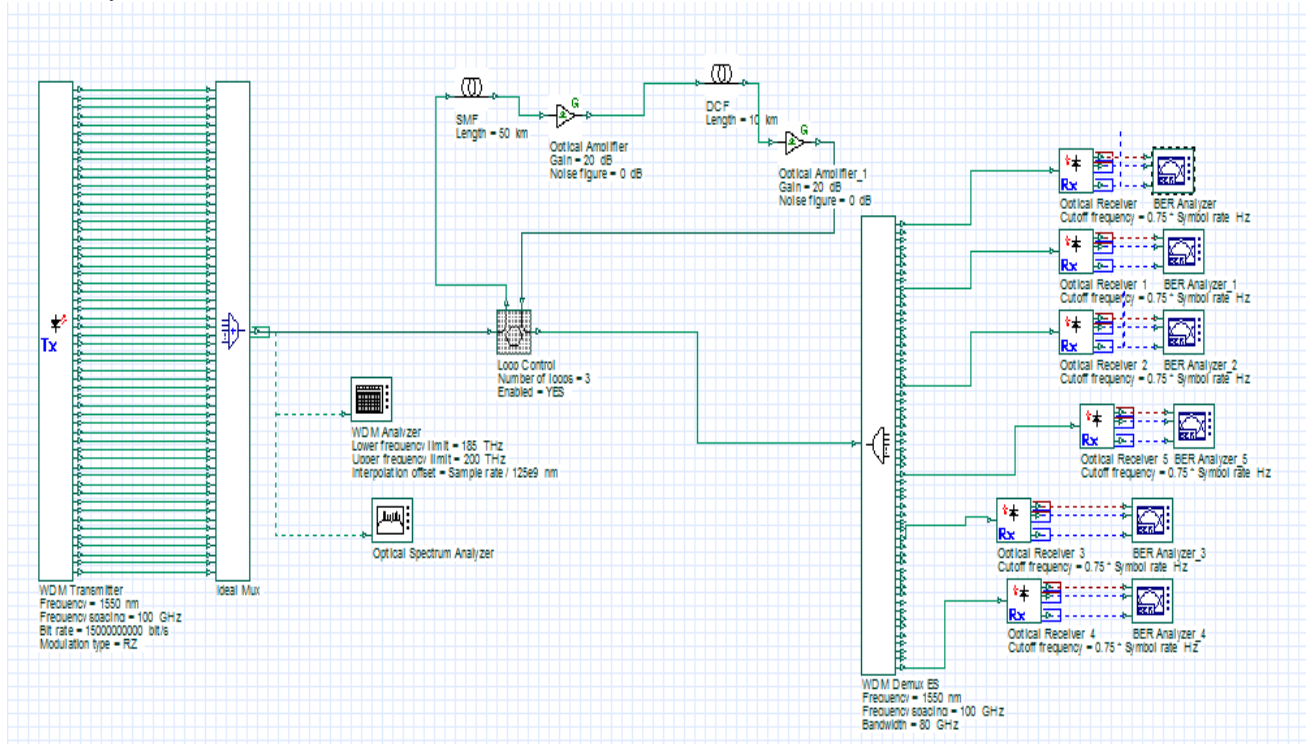 Tx
WDM Transmitter
Frequency = 1550 nm
Frequency spacing = 100 GHz
Bit rate = 15000000000 bit/s
Modulation type = RZ
Ideal Mux
WDM Analyzer
Lower frequency limit = 185 THz
Upper frequency limit = 200 THz
Interpolation offset = Sample rate / 125e9 nm
Optical Spectrum Analyzer
SMF
Length = 50 km
G
Optical Amplifier
Gain = 20 dB
Noise figure = 0 dB
DCF
Length = 10 km
G
Optical Amplifier_1
Gain = 20 dB
Noise figure = 0 dB
Loop Control
Number of loops = 3
Enabled = YES
WDM Demux ES
Frequency = 1550 nm
Frequency spacing = 100 GHz
Bandwidth = 80 GHz
Rx
Optical Receiver BER Analyzer
Cutoff frequency = 0.75 * Symbol rate Hz
Rx
Optical Receiver 1 BER Analyzer_1
Cutoff frequency = 0.75 * Symbol rate Hz
Rx
Optical Receiver 2 BER Analyzer_2
Cutoff frequency = 0.75 * Symbol rate Hz
Rx
Optical Receiver 5 BER Analyzer_5
Cutoff frequency = 0.75 * Symbol rate Hz
Rx
Optical Receiver 3 BER Analyzer_3
Cutoff frequency = 0.75 * Symbol rate Hz
Rx
Optical Receiver 4 BER Analyzer_4
Cutoff frequency = 0.75 * Symbol rate Hz